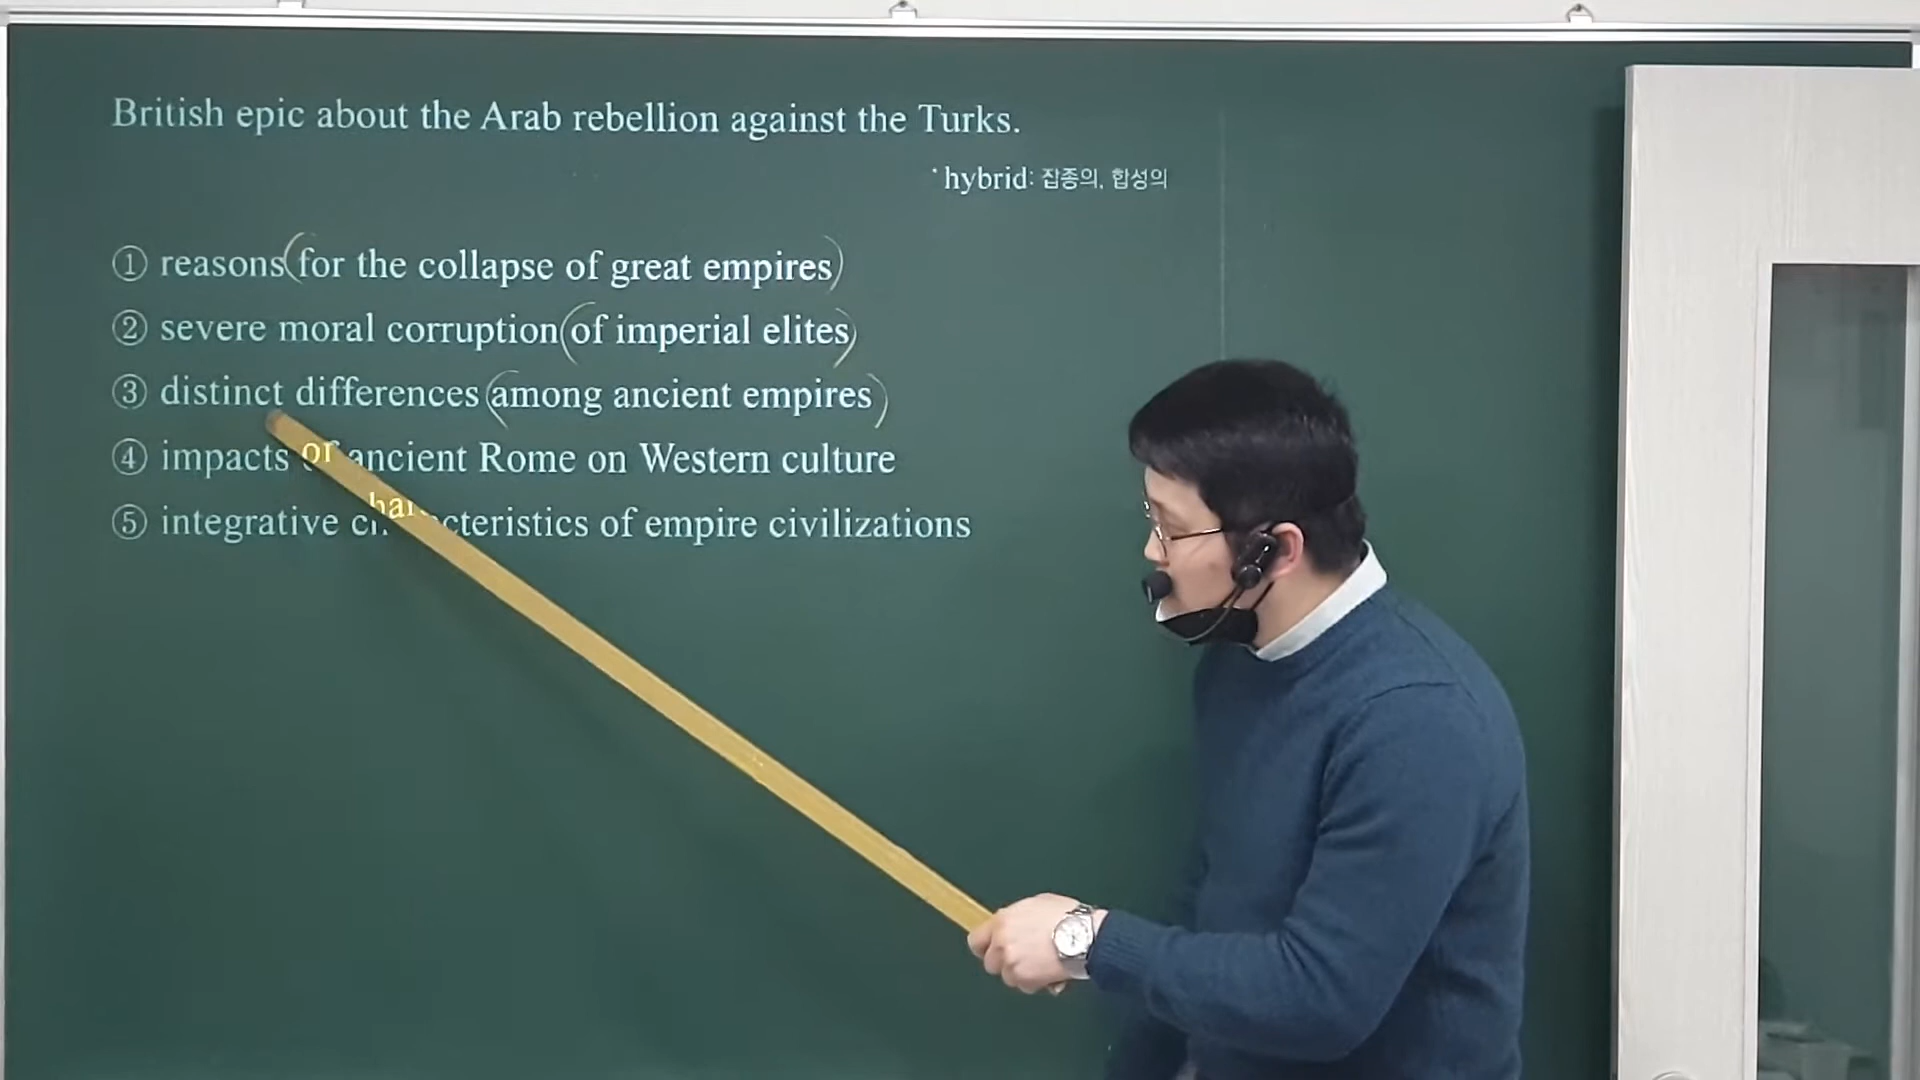 British epic about the Arab rebellion against the Turks.
* hybrid: 잡종의, 합성의
① reasons (for the collapse of great empires)
② severe moral corruption (of imperial elites)
③ distinct differences (among ancient empires)
④ impacts of ancient Rome on Western culture
⑤ integrative characteristics of empire civilizations